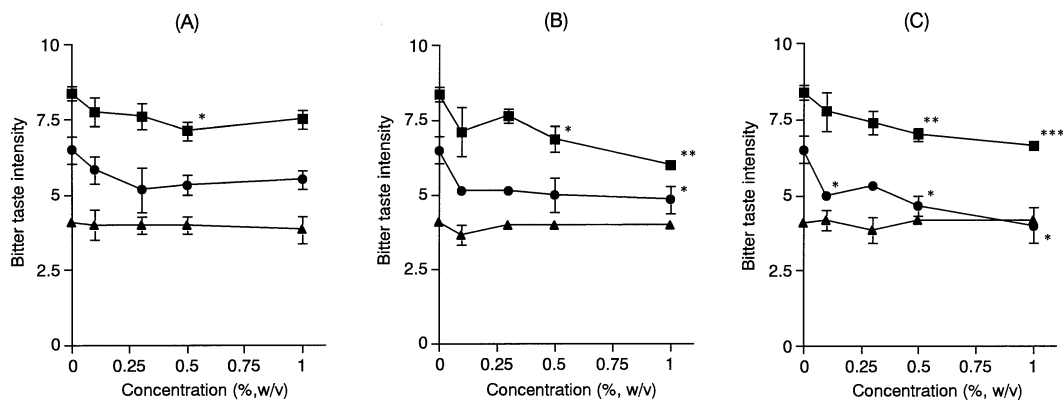 (A)
10
7.5
5
2.5
0
Bitter taste intensity
*
0 0.25 0.5 0.75 1
Concentration (%,w/v)
(B)
10
7.5
5
2.5
0
Bitter taste intensity
*
**
*
0 0.25 0.5 0.75 1
Concentration (%, w/v)
(C)
10
7.5
5
2.5
0
Bitter taste intensity
**
***
*
*
*
0 0.25 0.5 0.75 1
Concentration (%, w/v)